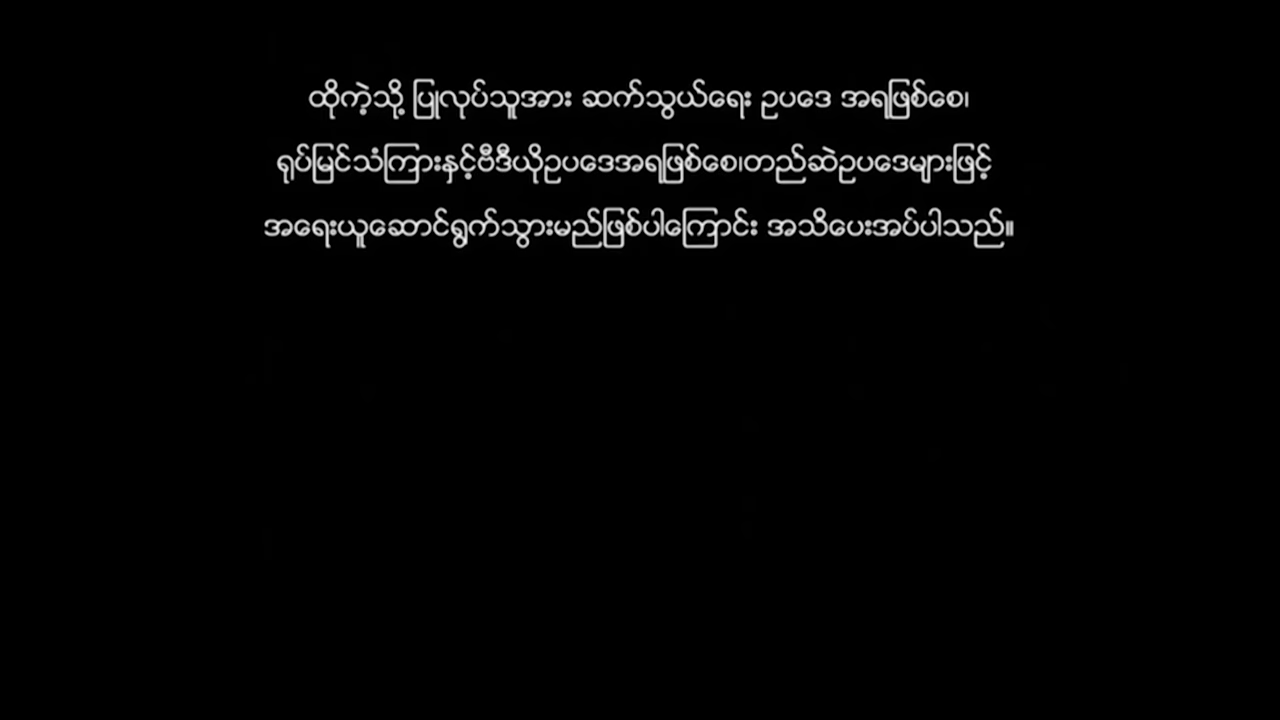 ထိုကဲ့သို့ ပြုလုပ်သူအား ဆက်သွယ်ရေး ဥပဒေ အရဖြစ်စေ၊
ရုပ်မြင်သံကြားနှင့်ဗီဒီယိုဥပဒေအရဖြစ်စေ၊တည်ဆဲဥပဒေများဖြင့်
အရေးယူဆောင်ရွက်သွားမည်ဖြစ်ပါကြောင်း အသိပေးအပ်ပါသည်။